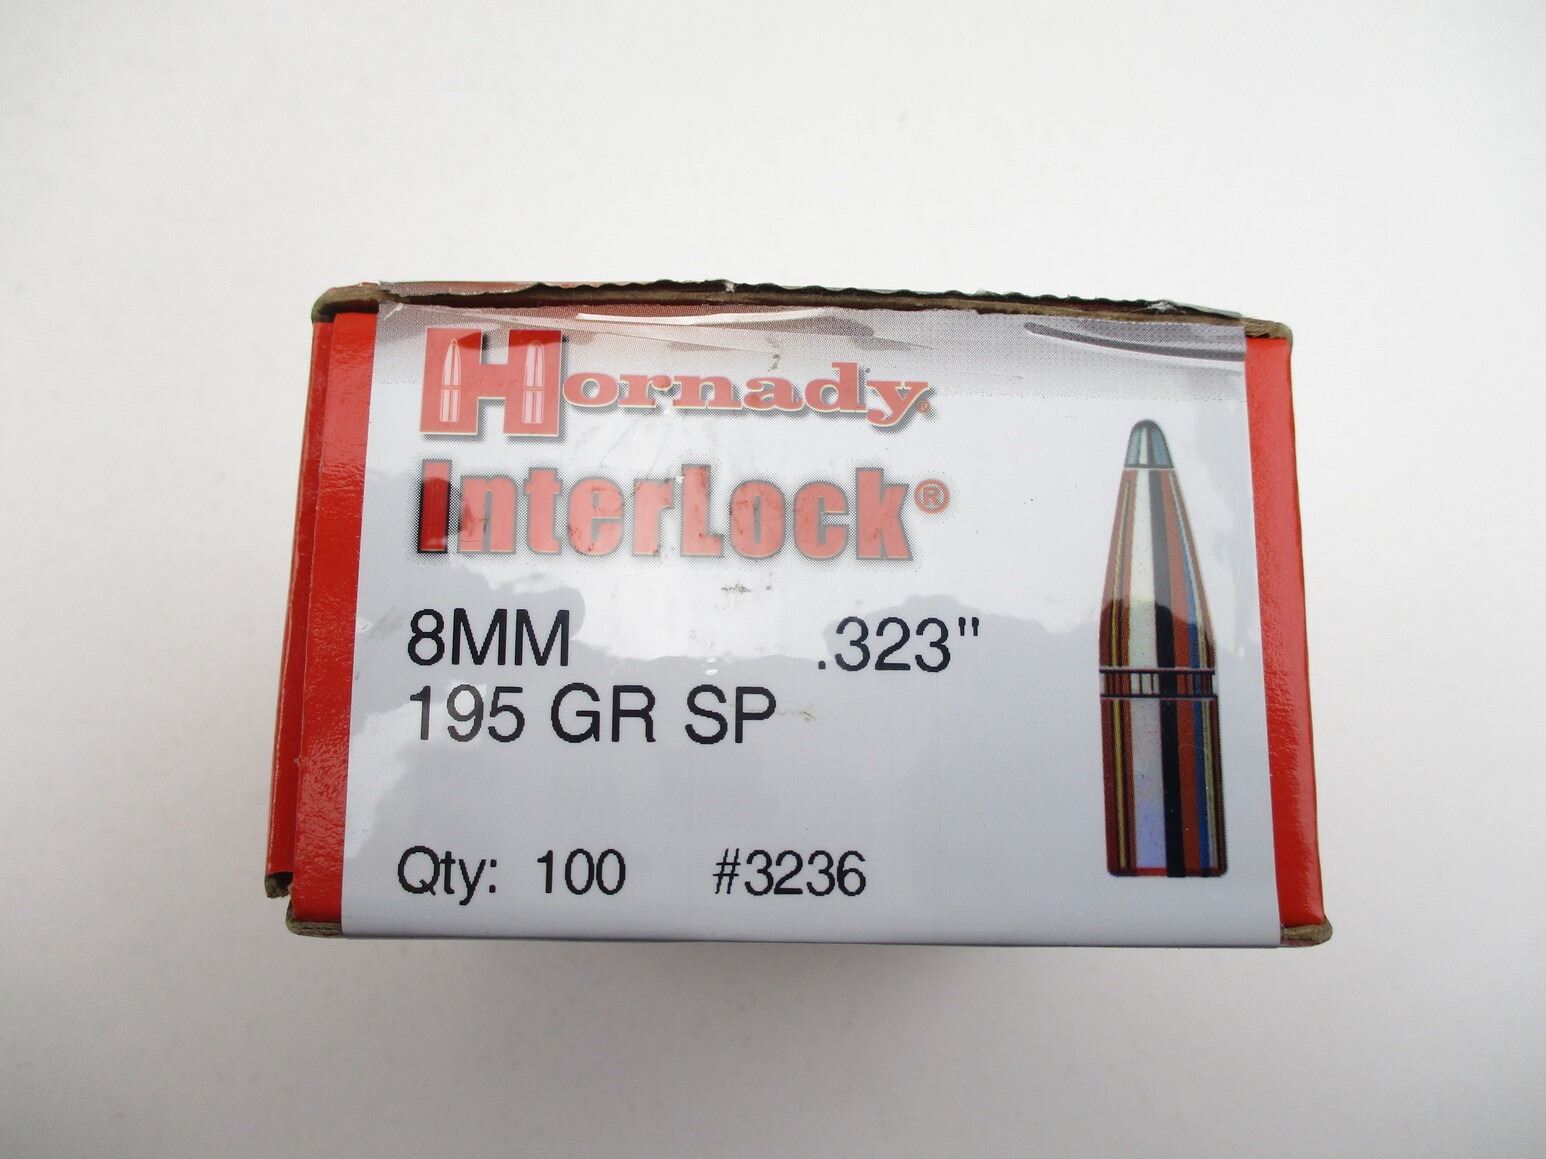 Hornady®
InterLock®
8MM .323"
195 GR SP
Qty: 100 #3236